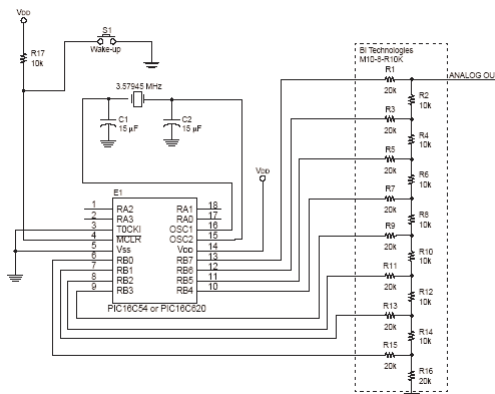 VDD
R17
10k
S1
Wake-up
3.57945 MHz
C1
15 µF
C2
15 µF
VDD
E1
1 RA2 RA1 18
2 RA3 RA0 17
3 T0CKI OSC1 16
4 MCLR OSC2 15
5 Vss VDD 14
6 RB0 RB7 13
7 RB1 RB6 12
8 RB2 RB5 11
9 RB3 RB4 10
PIC16C54 or PIC16C620
BI Technologies
M10-8-R10K
R1
20k
ANALOG OU
R2
10k
R3
20k
R4
10k
R5
20k
R6
10k
R7
20k
R8
10k
R9
20k
R10
10k
R11
20k
R12
10k
R13
20k
R14
10k
R15
20k
R16
20k